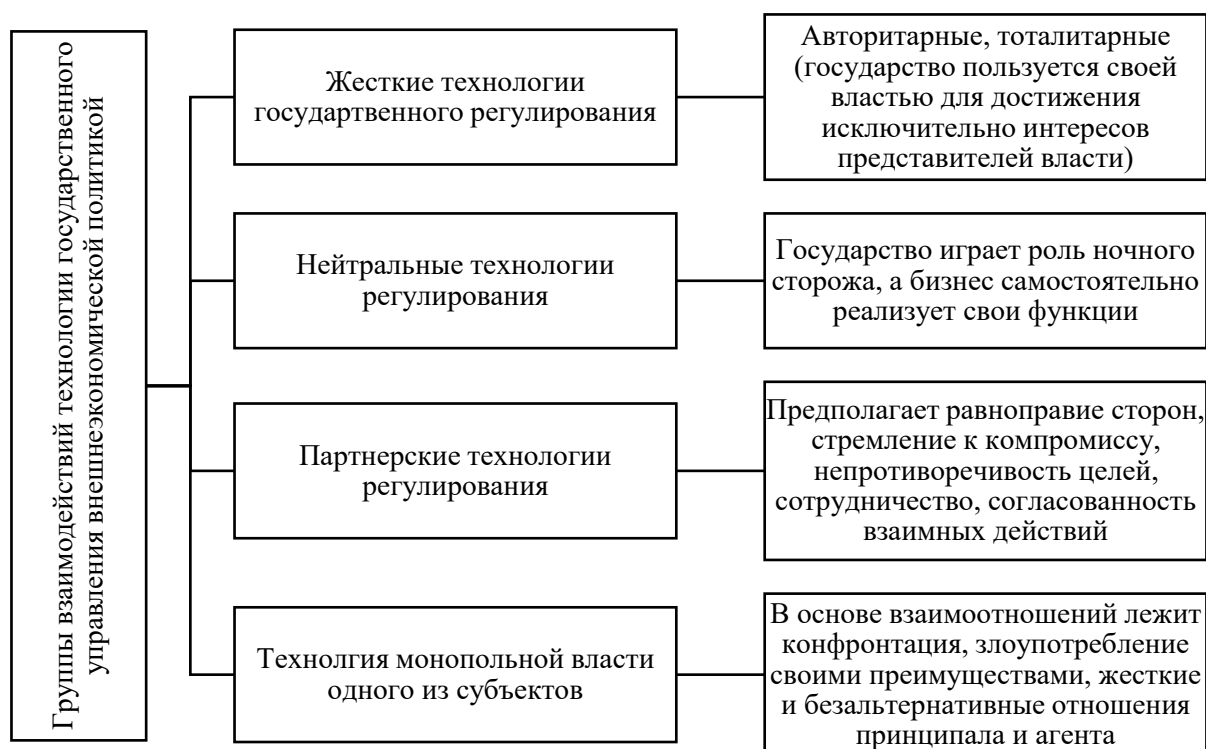 Группы взаимодействий технологии государственного
управления внешнеэкономической политикой
Жесткие технологии
государтвенного регулирования
Авторитарные, тоталитарные
(государство пользуется своей
властью для достижения
исключительно интересов
представителей власти)
Нейтральные технологии
регулирования
Государство играет роль ночного
сторожа, а бизнес самостоятельно
реализует свои функции
Партнерские технологии
регулирования
Предполагает равноправие сторон,
стремление к компромиссу,
непротиворечивость целей,
сотрудничество, согласованность
взаимных действий
Технолгия монопольной власти
одного из субъектов
В основе взаимоотношений лежит
конфронтация, злоупотребление
своими преимуществами, жесткие
и безальтернативные отношения
принципала и агента